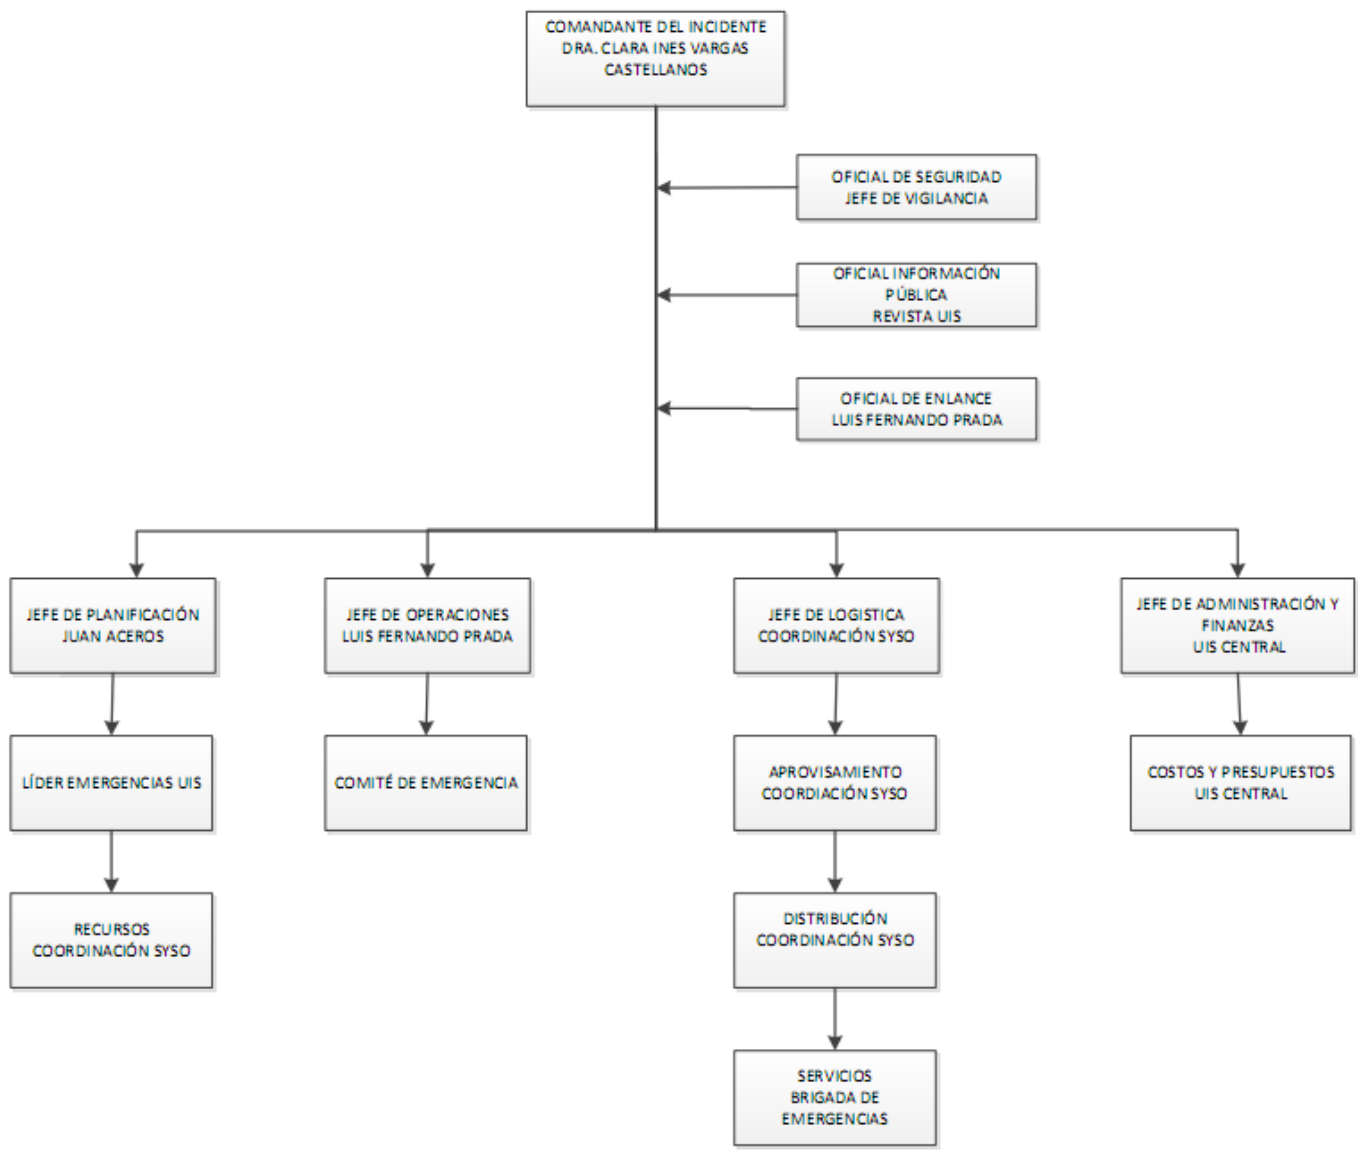 COMANDANTE DEL INCIDENTE
DRA. CLARA INES VARGAS
CASTELLANOS
OFICIAL DE SEGURIDAD
JEFE DE VIGILANCIA
OFICIAL INFORMACIÓN
PÚBLICA
REVISTA UIS
OFICIAL DE ENLANCE
LUIS FERNANDO PRADA
JEFE DE PLANIFICACIÓN
JUAN ACEROS
JEFE DE OPERACIONES
LUIS FERNANDO PRADA
JEFE DE LOGISTICA
COORDINACIÓN SYSO
JEFE DE ADMINISTRACIÓN Y
FINANZAS
UIS CENTRAL
LÍDER EMERGENCIAS UIS
COMITÉ DE EMERGENCIA
APROVISAMIENTO
COORDIACIÓN SYSO
COSTOS Y PRESUPUESTOS
UIS CENTRAL
RECURSOS
COORDINACIÓN SYSO
DISTRIBUCIÓN
COORDINACIÓN SYSO
SERVICIOS
BRIGADA DE
EMERGENCIAS